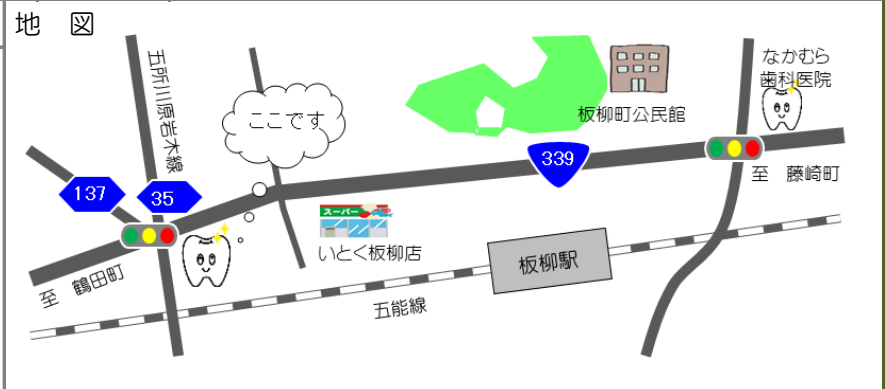 地　図
五所川原岩木線
ここです
137
35
339
板柳町公民館
なかむら
歯科医院
至　藤崎町
スーパー
いとく板柳店
板柳駅
至　鶴田町
五能線